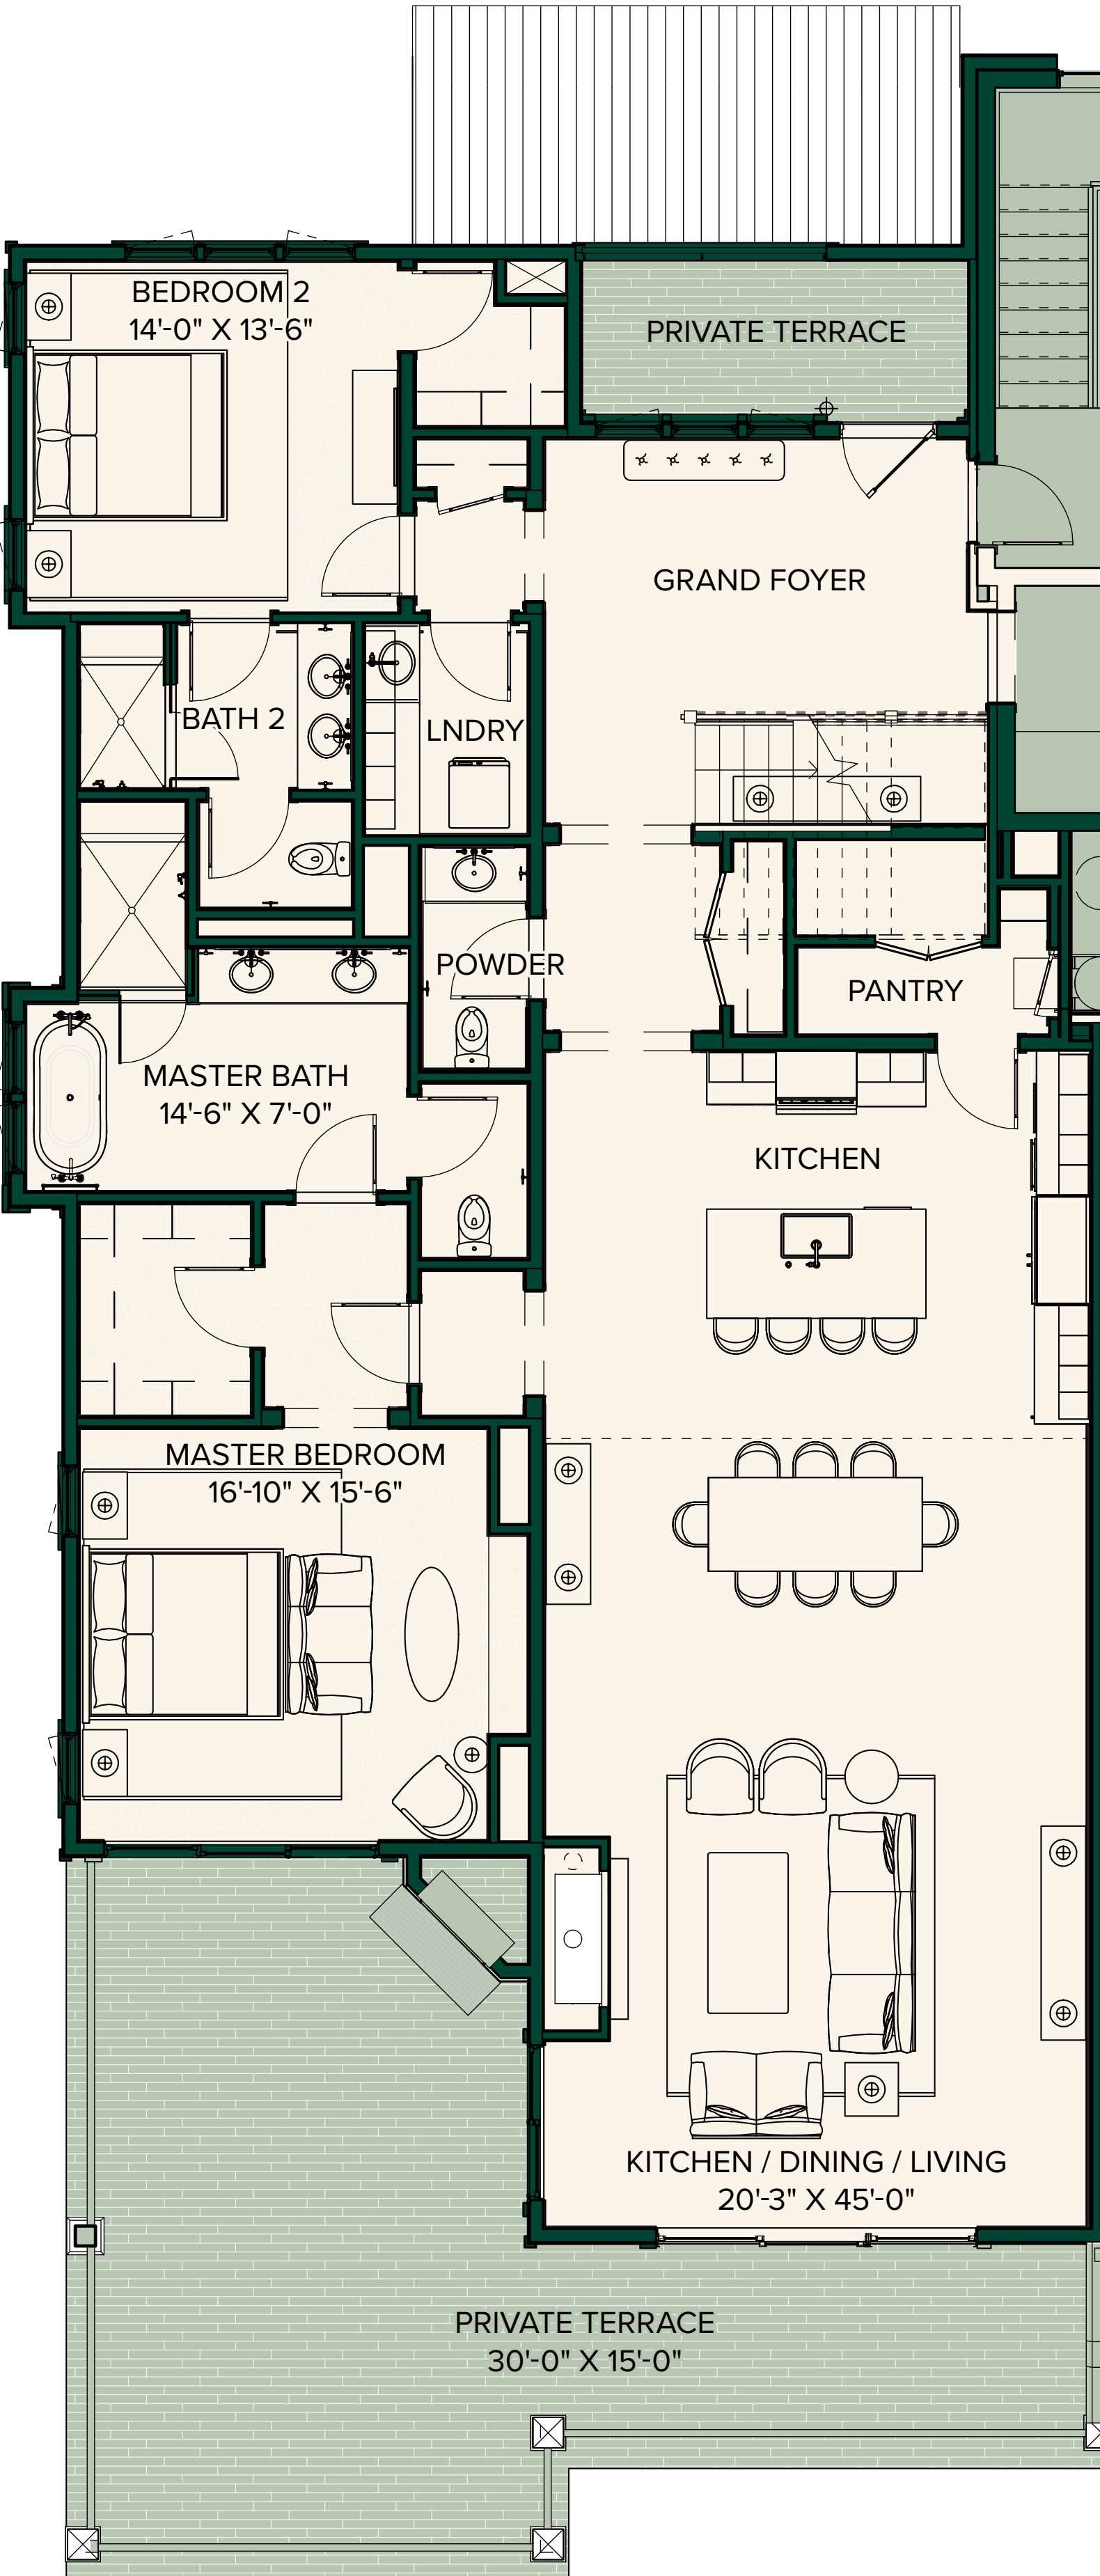 BEDROOM 2
14'-0" X 13'-6"
PRIVATE TERRACE
GRAND FOYER
BATH 2
LNDRY
POWDER
PANTRY
MASTER BATH
14'-6" X 7'-0"
KITCHEN
MASTER BEDROOM
16'-10" X 15'-6"
KITCHEN / DINING / LIVING
20'-3" X 45'-0"
PRIVATE TERRACE
30'-0" X 15'-0"